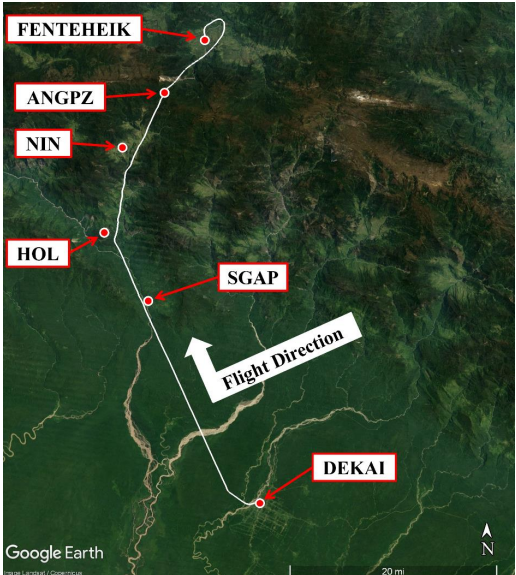 FENTEHEIK
ANGPZ
NIN
HOL
SGAP
Flight Direction
DEKAI
N
Google Earth
Image Landsat / Copernicus
20 mi